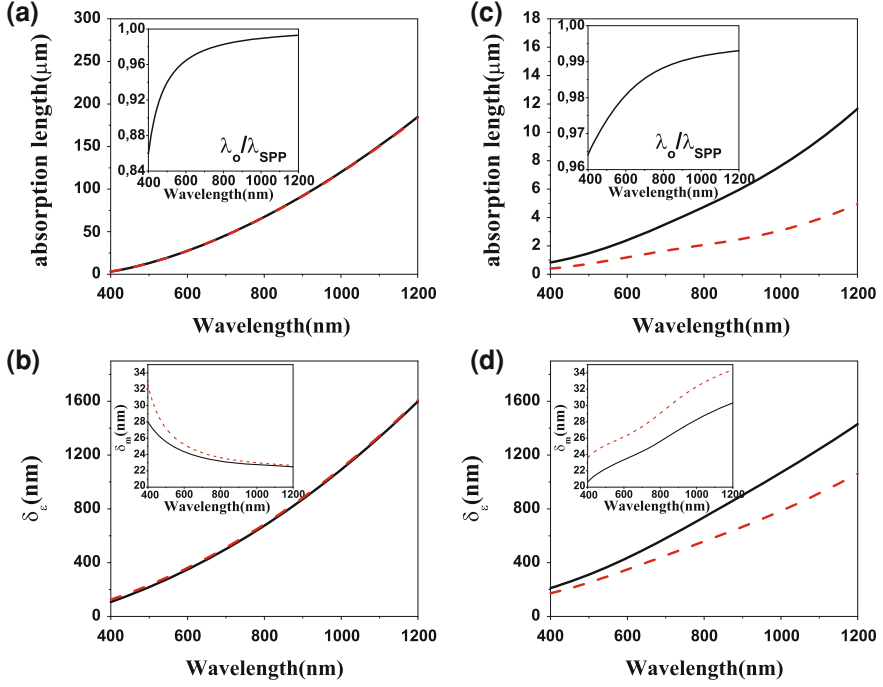 (a)
absorption length(μm)
300
250
200
150
100
50
0
400 600 800 1000 1200
Wavelength(nm)
1,00
0,96
0,92
0,88
0,84
400 600 800 1000 1200
Wavelength(nm)
λo/λSPP
(c)
absorption length(μm)
18
16
14
12
10
8
6
4
2
0
400 600 800 1000 1200
Wavelength(nm)
1,00
0,99
0,98
0,97
0,96
400 600 800 1000 1200
Wavelength(nm)
λo/λSPP
(b)
δε(nm)
1600
1200
800
400
0
400 600 800 1000 1200
Wavelength(nm)
δm(nm)
34
32
30
28
26
24
22
20
400 600 800 1000 1200
Wavelength(nm)
(d)
δε(nm)
1600
1200
800
400
0
400 600 800 1000 1200
Wavelength(nm)
δm(nm)
34
32
30
28
26
24
22
20
400 600 800 1000 1200
Wavelength(nm)